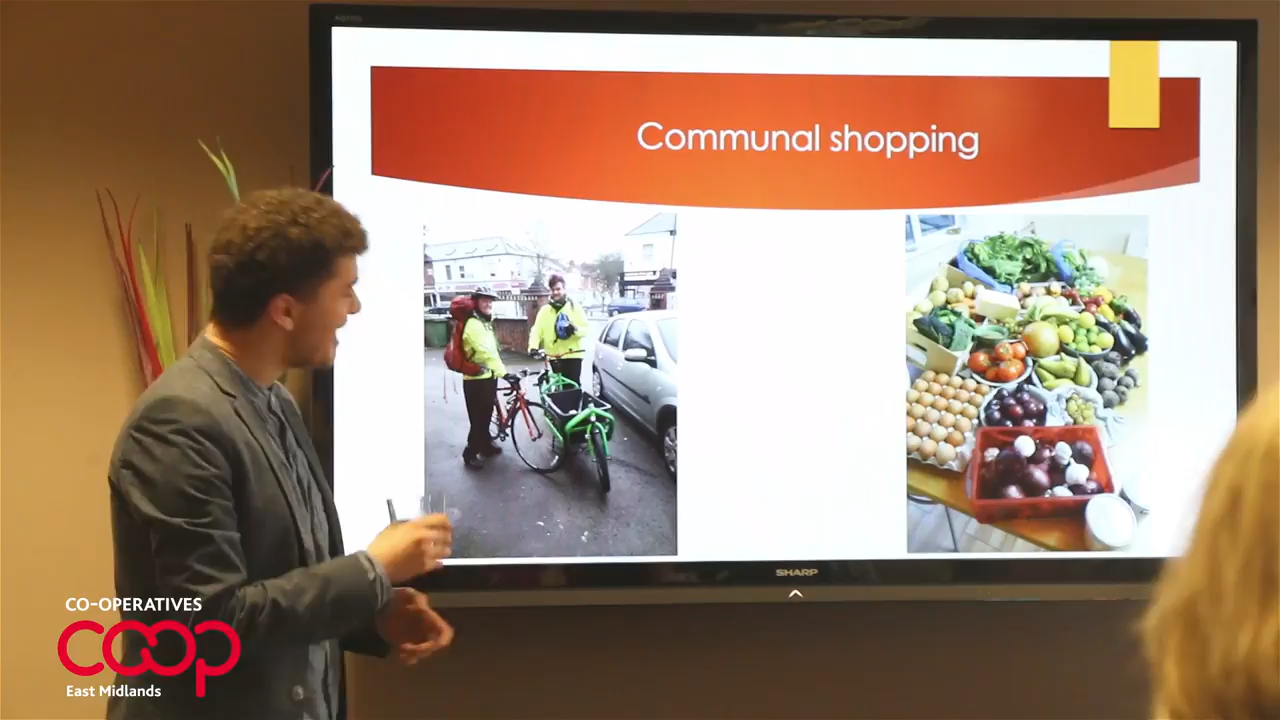 Communal shopping
SHARP
CO-OPERATIVES
coop
East Midlands